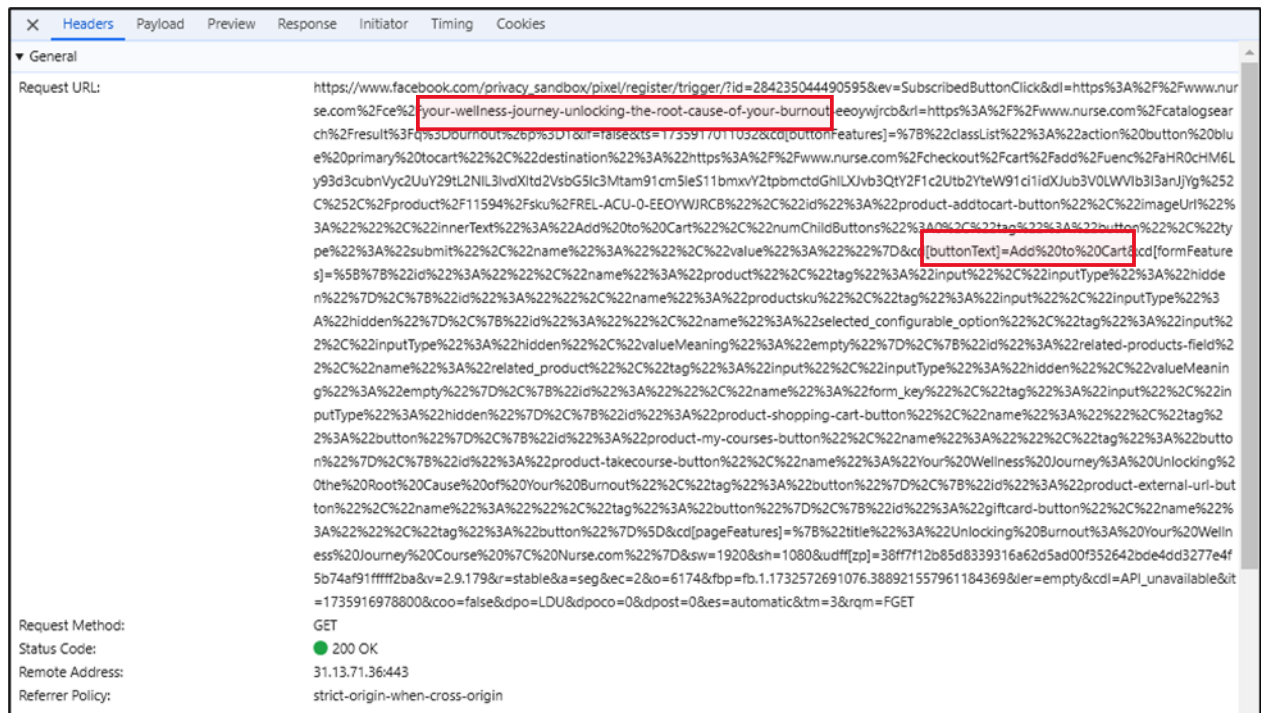 Headers Payload Preview Response Initiator Timing Cookies
▼ General
Request URL:
https://www.facebook.com/privacy_sandbox/pixel/register/trigger/?id=284235044490595&ev=SubscribedButtonClick&dl=https%3A%2F%2Fwww.nur
se.com%2Fce%2Fyour-wellness-journey-unlocking-the-root-cause-of-your-burnout-eeoywjrcb&rl=https%3A%2F%2Fwww.nurse.com%2Fcatalogsear
ch%2Fresult%3Fq%3Dburnout%26p%3D1&if=false&ts=1735917011032&cd[buttonFeatures]=%7B%22classList%22%3A%22action%20button%20blu
e%20primary%20tocart%22%2C%22destination%22%3A%22https%3A%2F%2Fwww.nurse.com%2Fcheckout%2Fcart%2Fadd%2Fuenc%2FaHR0cHM6L
C%252C%2Fproduct%2F11594%2Fsku%2FREL-ACU-0-EEOYWJRCB%22%2C%22id%22%3A%22product-addtocart-button%22%2C%22imageUrl%22%
3A%22%22%2C%22innerText%22%3A%22Add%20to%20Cart%22%2C%22numChildButtons%22%3A0%2C%22tag%22%3A%22button%22%2C%22ty
pe%22%3A%22submit%22%2C%22name%22%3A%22%22%2C%22value%22%3A%22%22%7D&cd[buttonText]=Add%20to%20Cart&cd[formFeature
s]=%5B%7B%22id%22%3A%22%22%2C%22name%22%3A%22product%22%2C%22tag%22%3A%22input%22%2C%22inputType%22%3A%22hidde
n%22%7D%2C%7B%22id%22%3A%22%22%2C%22name%22%3A%22productsku%22%2C%22tag%22%3A%22input%22%2C%22inputType%22%3
A%22hidden%22%7D%2C%7B%22id%22%3A%22%22%2C%22name%22%3A%22selected_configurable_option%22%2C%22tag%22%3A%22input%2
2%2C%22inputType%22%3A%22hidden%22%2C%22valueMeaning%22%3A%22empty%22%7D%2C%7B%22id%22%3A%22related-products-field%2
2%2C%22name%22%3A%22related_product%22%2C%22tag%22%3A%22input%22%2C%22inputType%22%3A%22hidden%22%2C%22valueMeanin
g%22%3A%22empty%22%7D%2C%7B%22id%22%3A%22%22%2C%22name%22%3A%22form_key%22%2C%22tag%22%3A%22input%22%2C%22in
putType%22%3A%22hidden%22%7D%2C%7B%22id%22%3A%22product-shopping-cart-button%22%2C%22name%22%3A%22%22%2C%22tag%2
2%3A%22button%22%7D%2C%7B%22id%22%3A%22product-my-courses-button%22%2C%22name%22%3A%22%22%2C%22tag%22%3A%22butto
n%22%7D%2C%7B%22id%22%3A%22product-takecourse-button%22%2C%22name%22%3A%22Your%20Wellness%20Journey%3A%20Unlocking%2
0the%20Root%20Cause%20of%20Your%20Burnout%22%2C%22tag%22%3A%22button%22%7D%2C%7B%22id%22%3A%22product-external-url-but
ton%22%2C%22name%22%3A%22%22%2C%22tag%22%3A%22button%22%7D%2C%7B%22id%22%3A%22giftcard-button%22%2C%22name%22%
3A%22%22%2C%22tag%22%3A%22button%22%7D%5D&cd[pageFeatures]=%7B%22title%22%3A%22Unlocking%20Burnout%3A%20Your%20Welln
ess%20Journey%20Course%20%7C%20Nurse.com%22%7D&sw=1920&sh=1080&udff[zp]=38ff7f12b85d8339316a62d5ad00f352642bde4dd3277e4f
5b74af91fffff2ba&v=2.9.179&r=stable&a=seg&ec=2&o=6174&fbp=fb.1.1732572691076.388921557961184369&ler=empty&cdl=API_unavailable&it
=1735916978800&coo=false&dpo=LDU&dpoco=0&dpost=0&es=automatic&tm=3&rqm=FGET
Request Method: GET
Status Code: 200 OK
Remote Address: 31.13.71.36:443
Referrer Policy: strict-origin-when-cross-origin